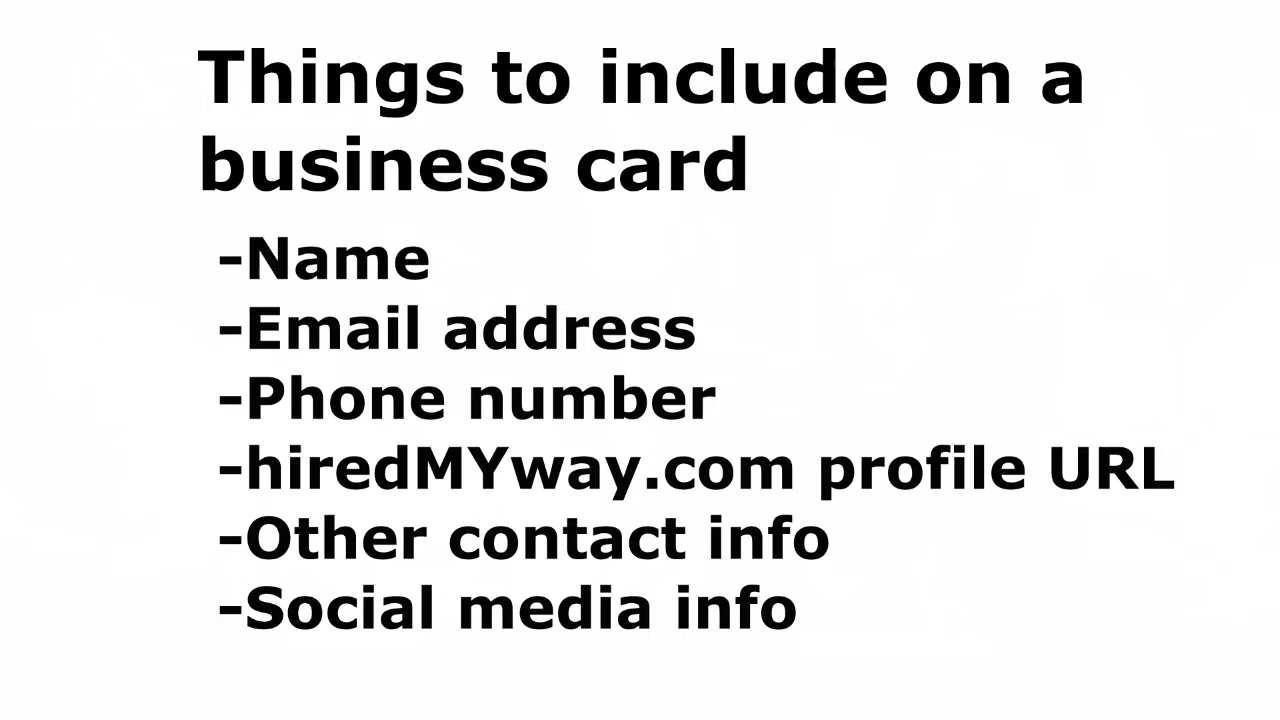 Things to include on a
business card
-Name
-Email address
-Phone number
-hiredMYway.com profile URL
-Other contact info
-Social media info